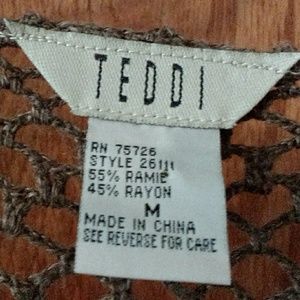 TEDDI
RN 75726
STYLE 26111
55% RAMIE
45% RAYON
M
MADE IN CHINA
SEE REVERSE FOR CARE